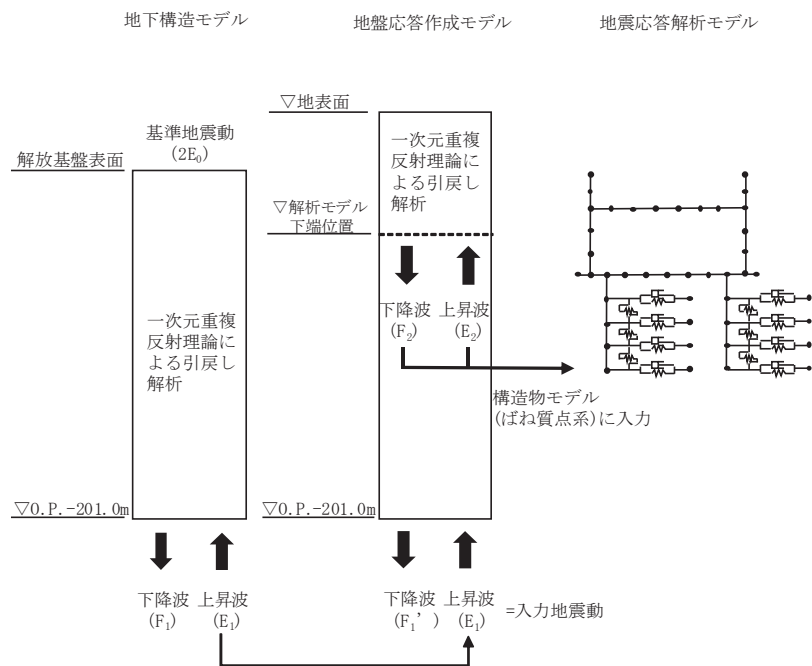 地下構造モデル
地盤応答作成モデル
地震応答解析モデル
基準地震動
(2E₀)
解放基盤表面
一次元重複
反射理論に
よる引戻し
解析
▽O.P.-201.0m
下降波 上昇波
(F₁) (E₁)
▽地表面
一次元重複
反射理論に
よる引戻し
解析
▽解析モデル
下端位置
下降波 上昇波
(F₂) (E₂)
構造物モデル
(ばね質点系)に入力
▽O.P.-201.0m
下降波 上昇波 =入力地震動
(F₁’) (E₁)